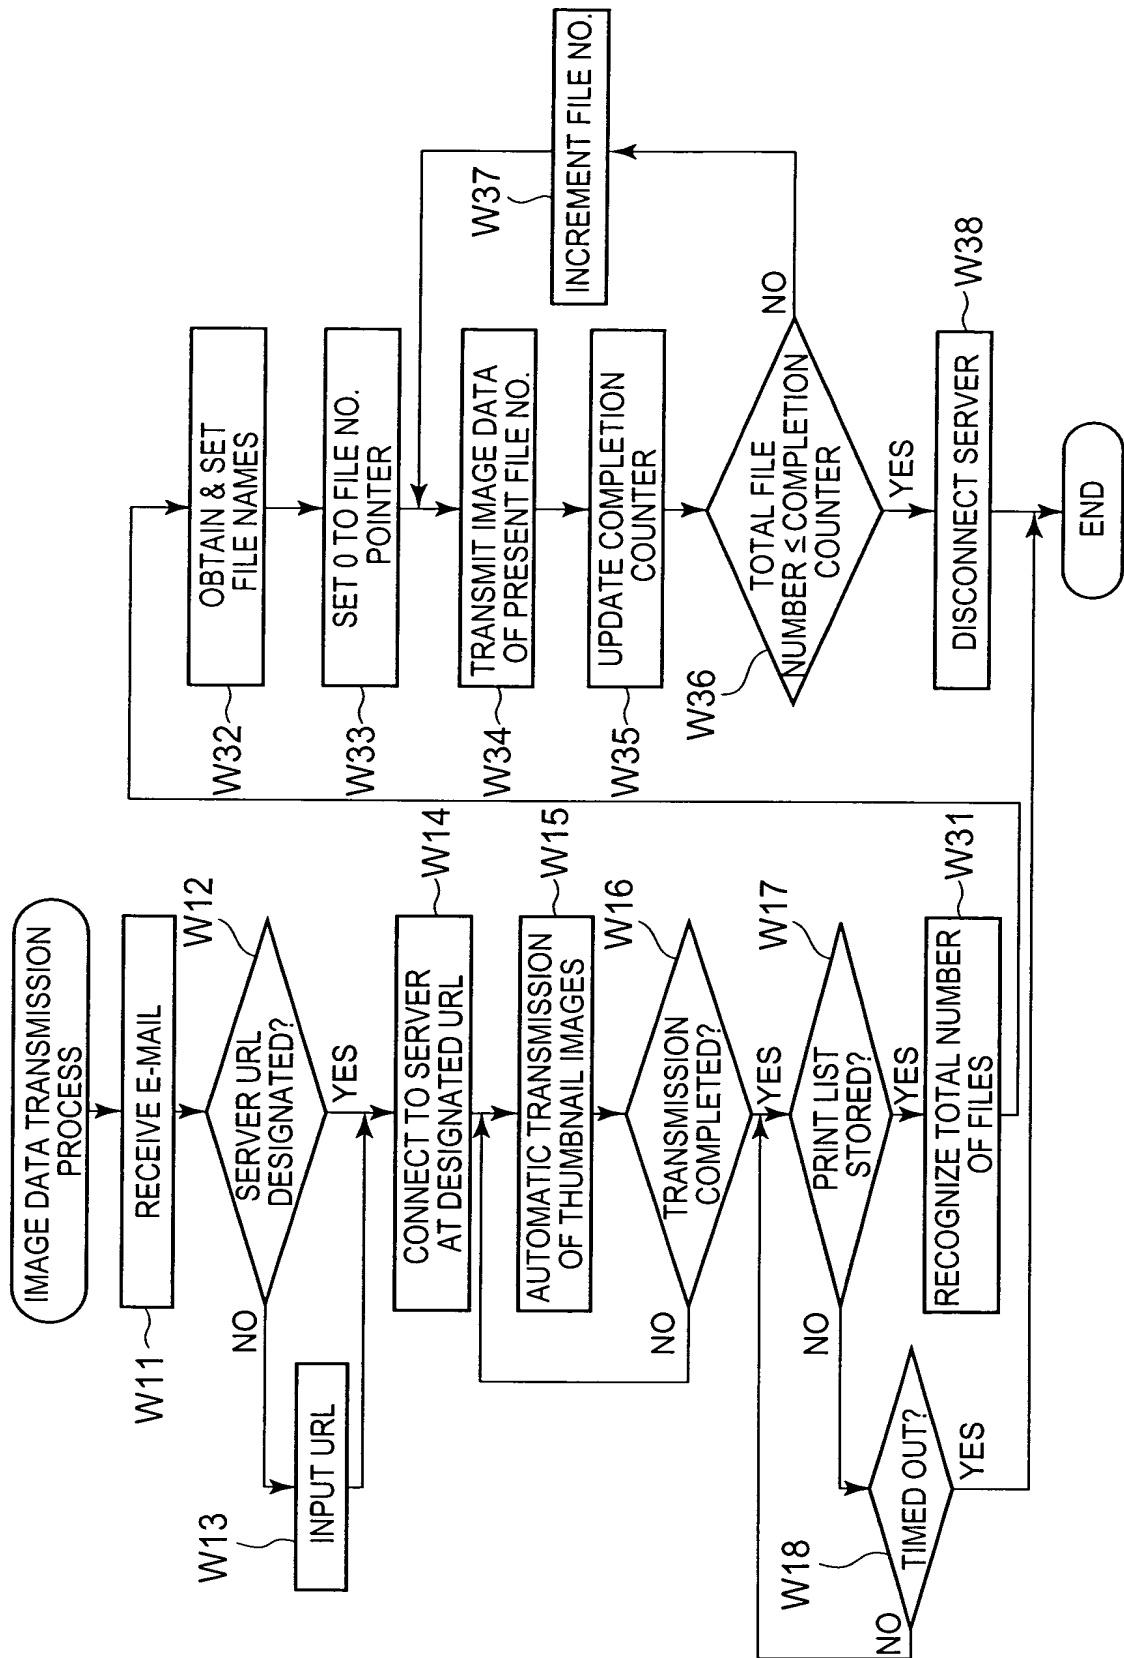 IMAGE DATA TRANSMISSION
PROCESS
W11
RECEIVE E-MAIL
W12
SERVER URL
DESIGNATED?
NO
YES
W13
INPUT URL
W14
CONNECT TO SERVER
AT DESIGNATED URL
W15
AUTOMATIC TRANSMISSION
OF THUMBNAIL IMAGES
W16
TRANSMISSION
COMPLETED?
NO
YES
W17
PRINT LIST
STORED?
NO
YES
W18
TIMED OUT?
NO
YES
W31
RECOGNIZE TOTAL NUMBER
OF FILES
W32
OBTAIN & SET
FILE NAMES
W33
SET 0 TO FILE NO.
POINTER
W34
TRANSMIT IMAGE DATA
OF PRESENT FILE NO.
W35
UPDATE COMPLETION
COUNTER
W36
TOTAL FILE
NUMBER ≤ COMPLETION
COUNTER
NO
YES
W37
INCREMENT FILE NO.
W38
DISCONNECT SERVER
END